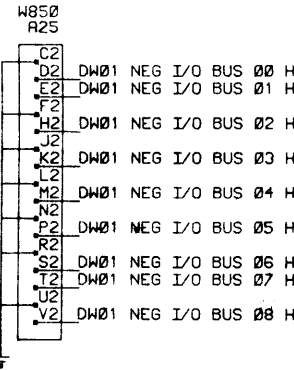 W850
A25
C2
D2 DW01 NEG I/O BUS 00 H
E2 DW01 NEG I/O BUS 01 H
F2
H2 DW01 NEG I/O BUS 02 H
J2
K2 DW01 NEG I/O BUS 03 H
L2
M2 DW01 NEG I/O BUS 04 H
N2
P2 DW01 NEG I/O BUS 05 H
R2
S2 DW01 NEG I/O BUS 06 H
T2 DW01 NEG I/O BUS 07 H
U2
V2 DW01 NEG I/O BUS 08 H